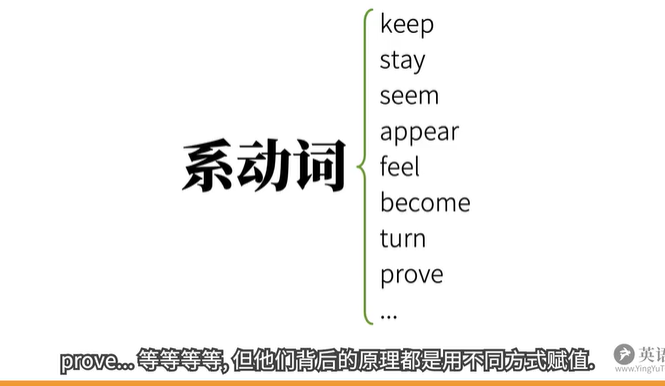 系动词
keep
stay
seem
appear
feel
become
turn
prove
...
prove... 等等等等, 但他们背后的原理都是用不同方式赋值.
英语